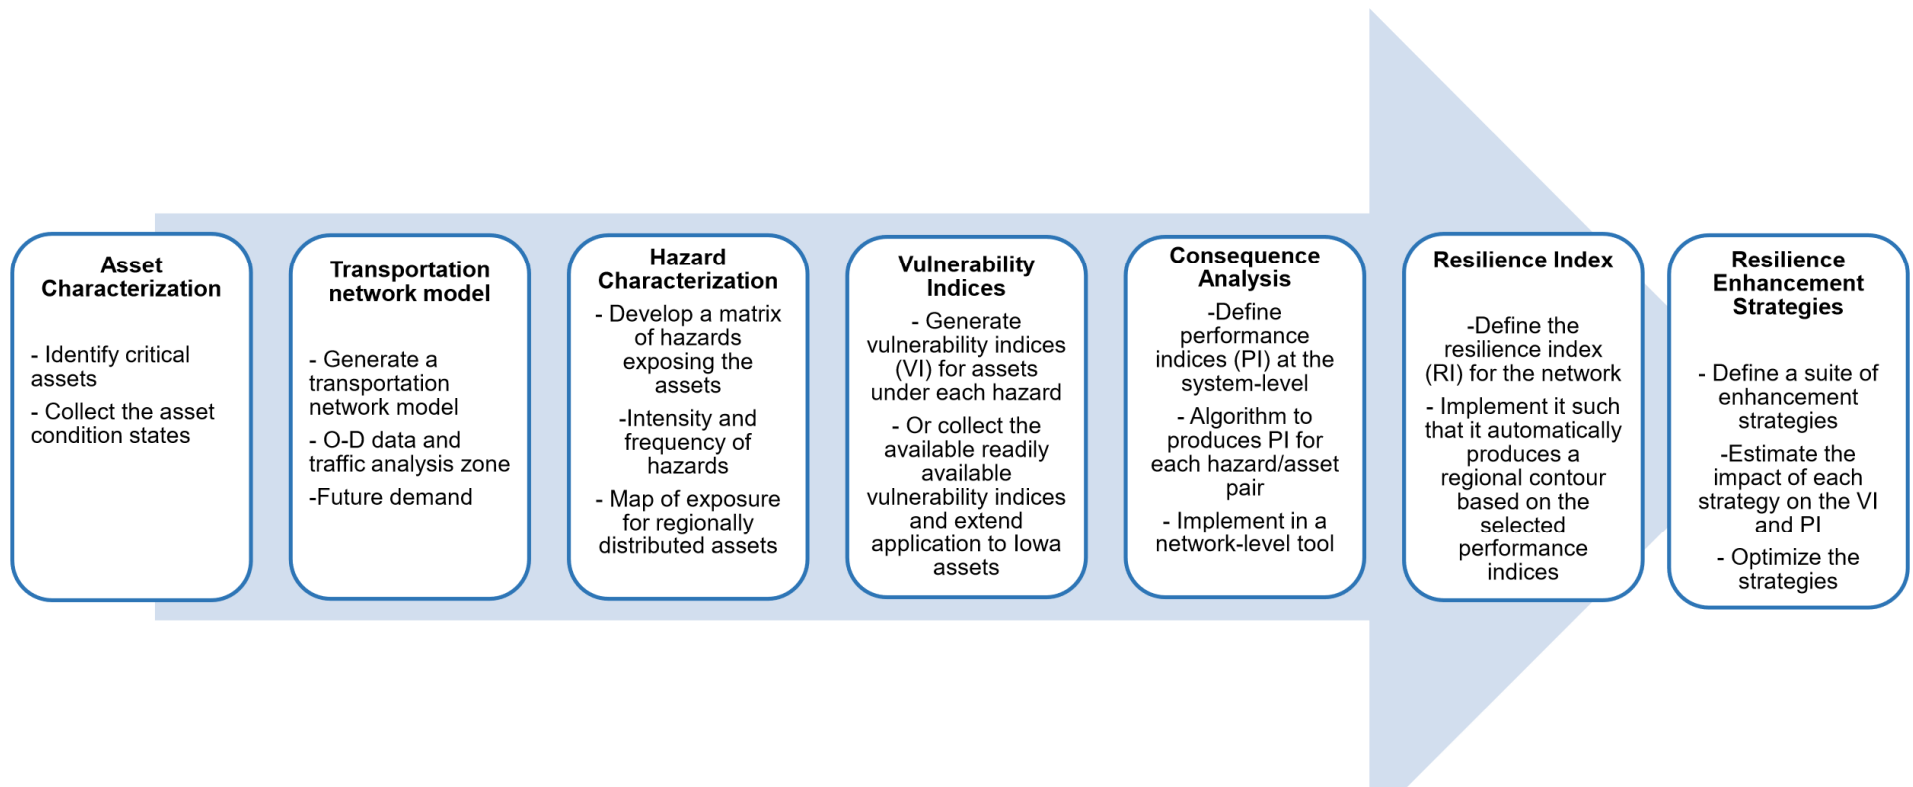 Asset
Characterization
- Identify critical
assets
- Collect the asset
condition states
Transportation
network model
- Generate a
transportation
network model
- O-D data and
traffic analysis zone
-Future demand
Hazard
Characterization
- Develop a matrix
of hazards
exposing the
assets
-Intensity and
frequency of
hazards
- Map of exposure
for regionally
distributed assets
Vulnerability
Indices
- Generate
vulnerability indices
(VI) for assets
under each hazard
- Or collect the
available readily
available
vulnerability indices
and extend
application to Iowa
assets
Consequence
Analysis
-Define
performance
indices (PI) at the
system-level
- Algorithm to
produces PI for
each hazard/asset
pair
- Implement in a
network-level tool
Resilience Index
-Define the
resilience index
(RI) for the network
- Implement it such
that it automatically
produces a
regional contour
based on the
selected
performance
indices
Resilience
Enhancement
Strategies
- Define a suite of
enhancement
strategies
-Estimate the
impact of each
strategy on the VI
and PI
- Optimize the
strategies